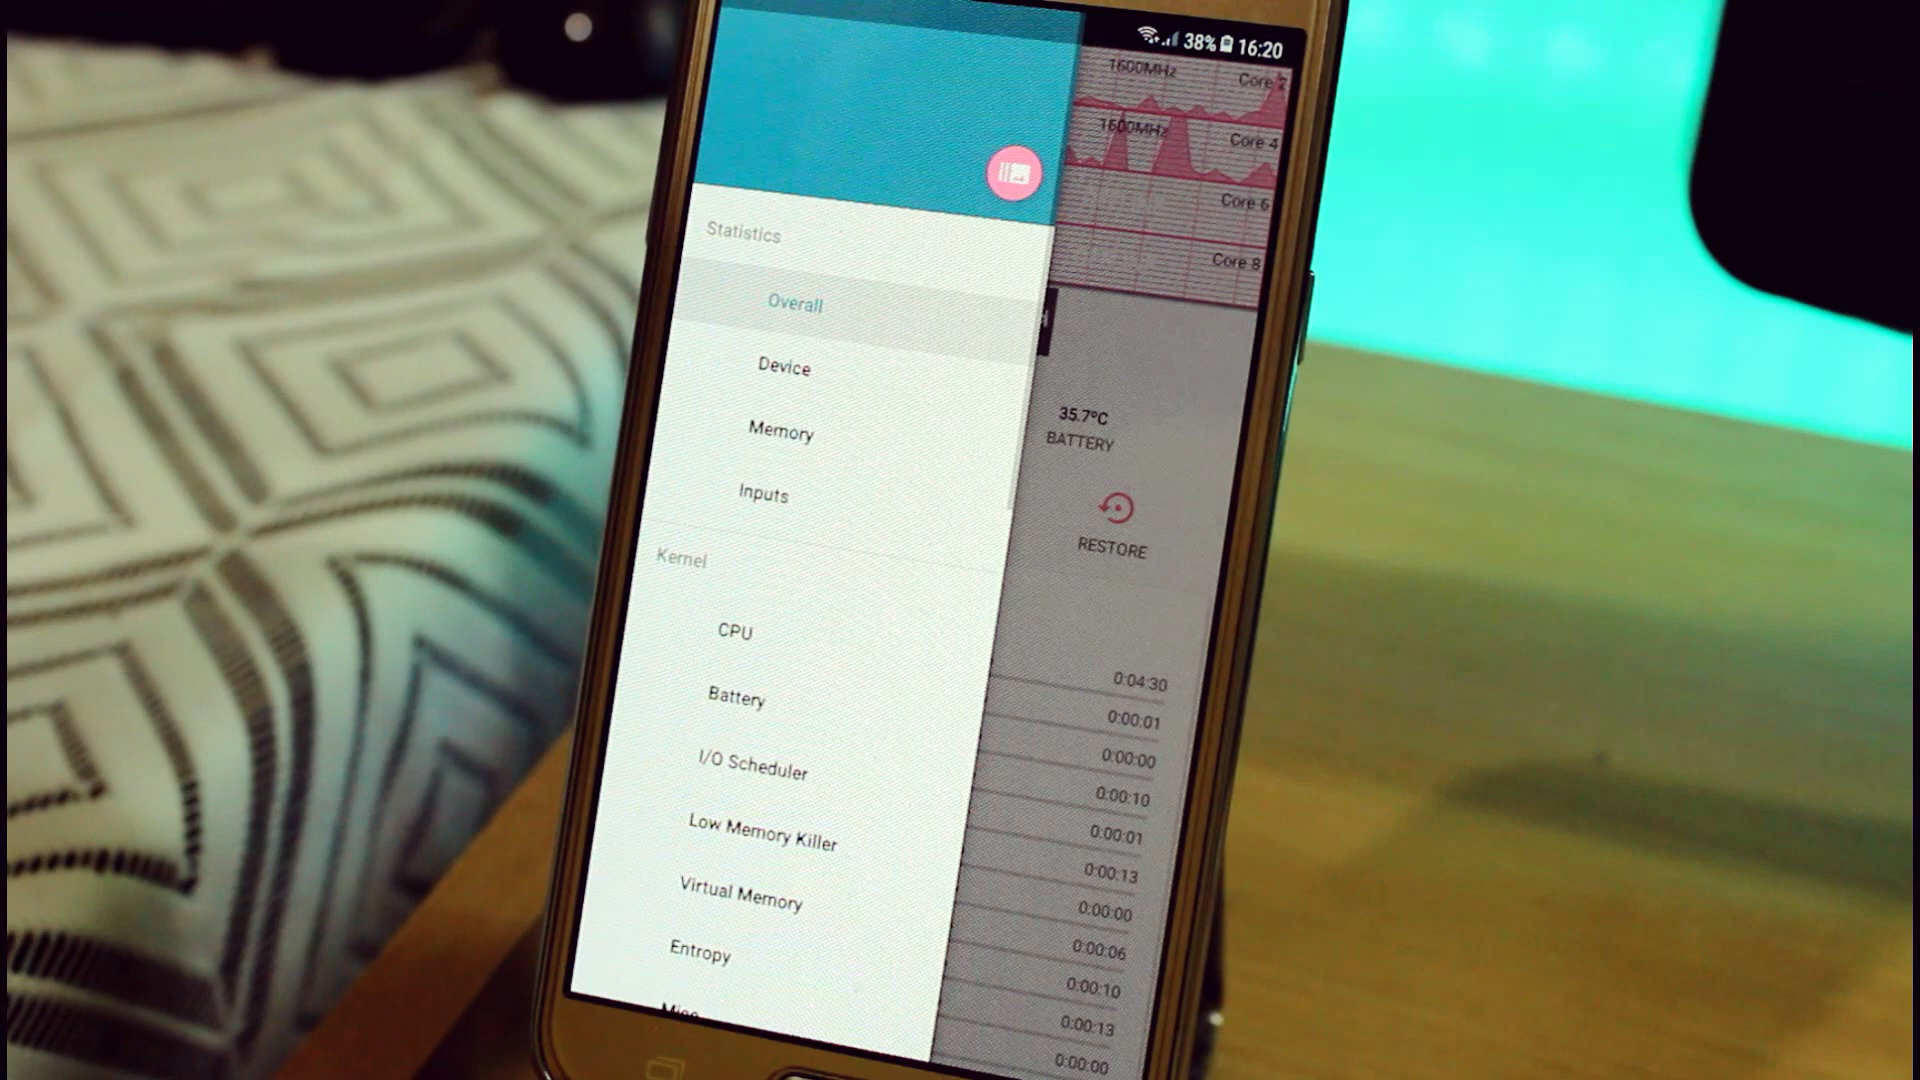 38% 16:20
1600MHz Core 2
1600MHz Core 4
Core 6
Core 8
Statistics
Overall
Device
Memory
Inputs
Kernel
CPU
Battery
I/O Scheduler
Low Memory Killer
Virtual Memory
Entropy
Misc
35.7°C
BATTERY
RESTORE
0:04:30
0:00:01
0:00:00
0:00:10
0:00:01
0:00:13
0:00:00
0:00:06
0:00:10
0:00:13
0:00:00